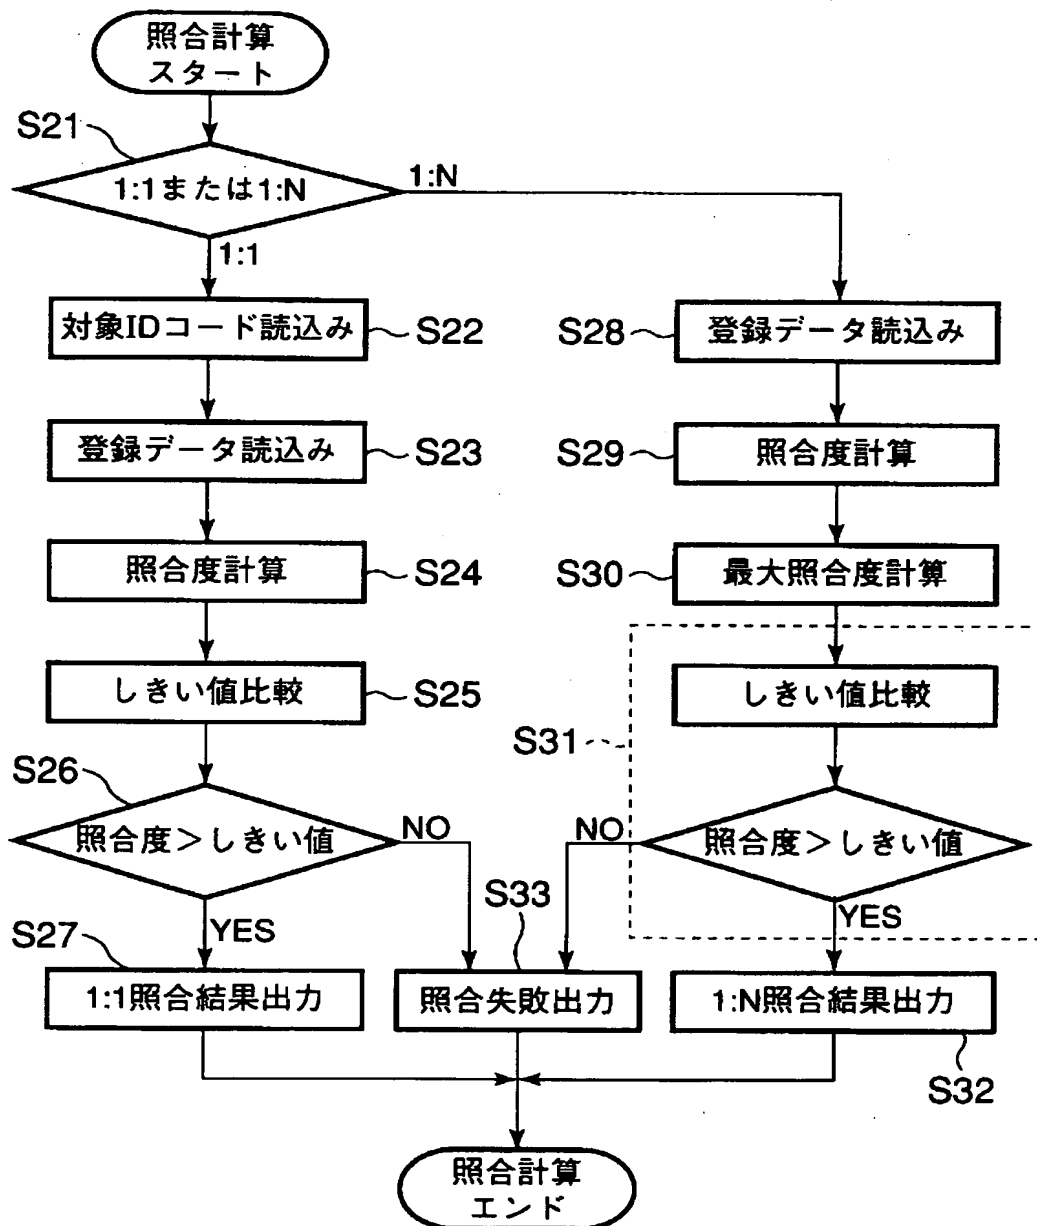 照合計算
スタート
S21
1:1または1:N
1:N
1:1
対象IDコード読込み
S22
S28
登録データ読込み
登録データ読込み
S23
S29
照合度計算
照合度計算
S24
S30
最大照合度計算
しきい値比較
S25
しきい値比較
S31
S26
照合度>しきい値
NO
NO
照合度>しきい値
S33
YES
YES
S27
1:1照合結果出力
照合失敗出力
1:N照合結果出力
S32
照合計算
エンド